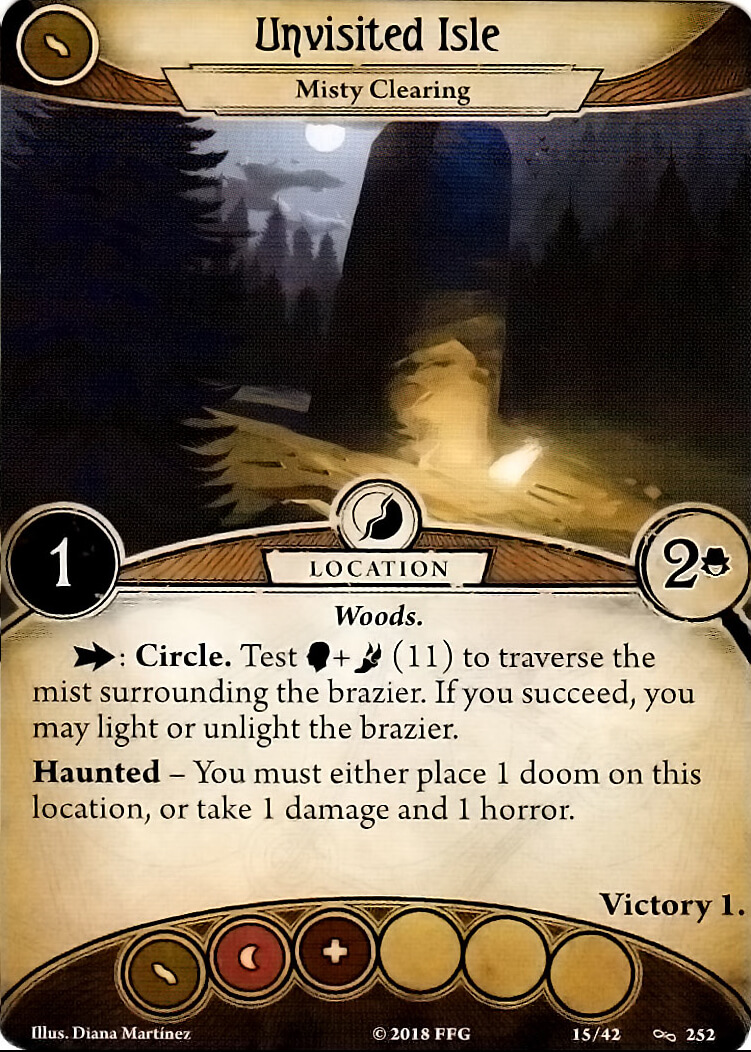 Unvisited Isle
Misty Clearing
1
LOCATION
2
Woods.
: Circle. Test + (11) to traverse the
mist surrounding the brazier. If you succeed, you
may light or unlight the brazier.
Haunted – You must either place 1 doom on this
location, or take 1 damage and 1 horror.
Victory 1.
Illus. Diana Martínez
© 2018 FFG
15/42
252